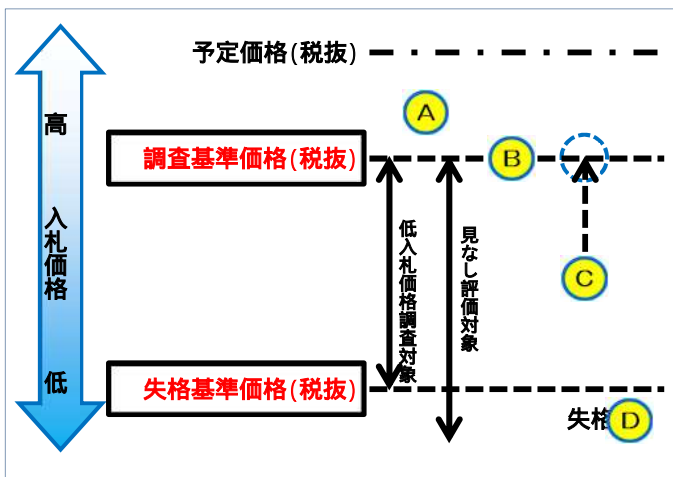 予定価格(税抜)
高
A
調査基準価格(税抜)
B
入札価格
低入札価格調査対象
見なし評価対象
C
低
失格基準価格(税抜)
失格
D